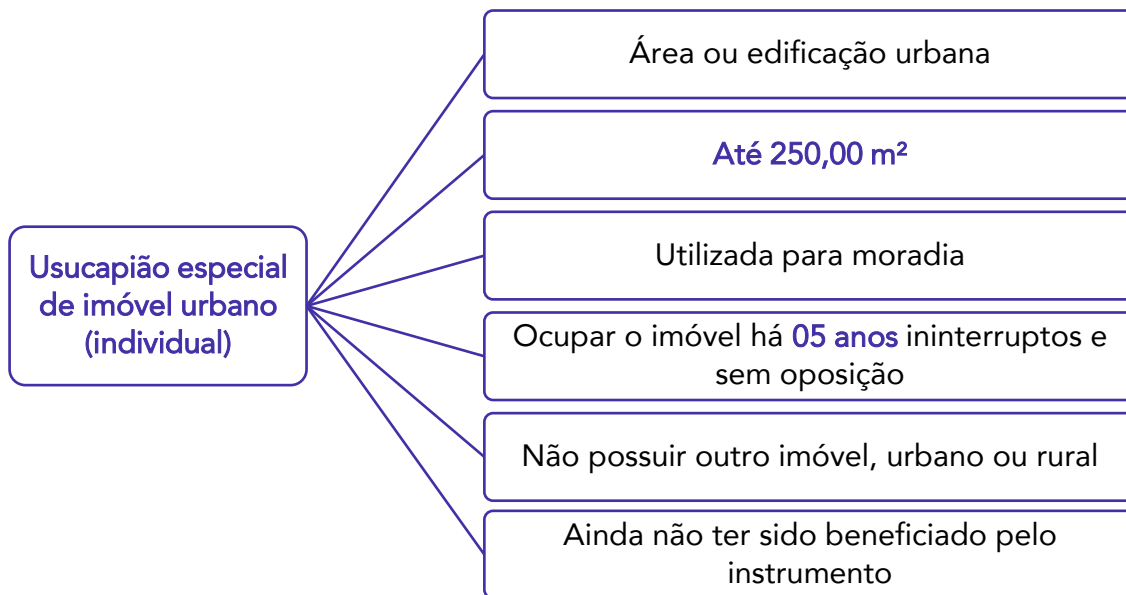 Usucapião especial
de imóvel urbano
(individual)
Área ou edificação urbana
Até 250,00 m²
Utilizada para moradia
Ocupar o imóvel há 05 anos ininterruptos e
sem oposição
Não possuir outro imóvel, urbano ou rural
Ainda não ter sido beneficiado pelo
instrumento